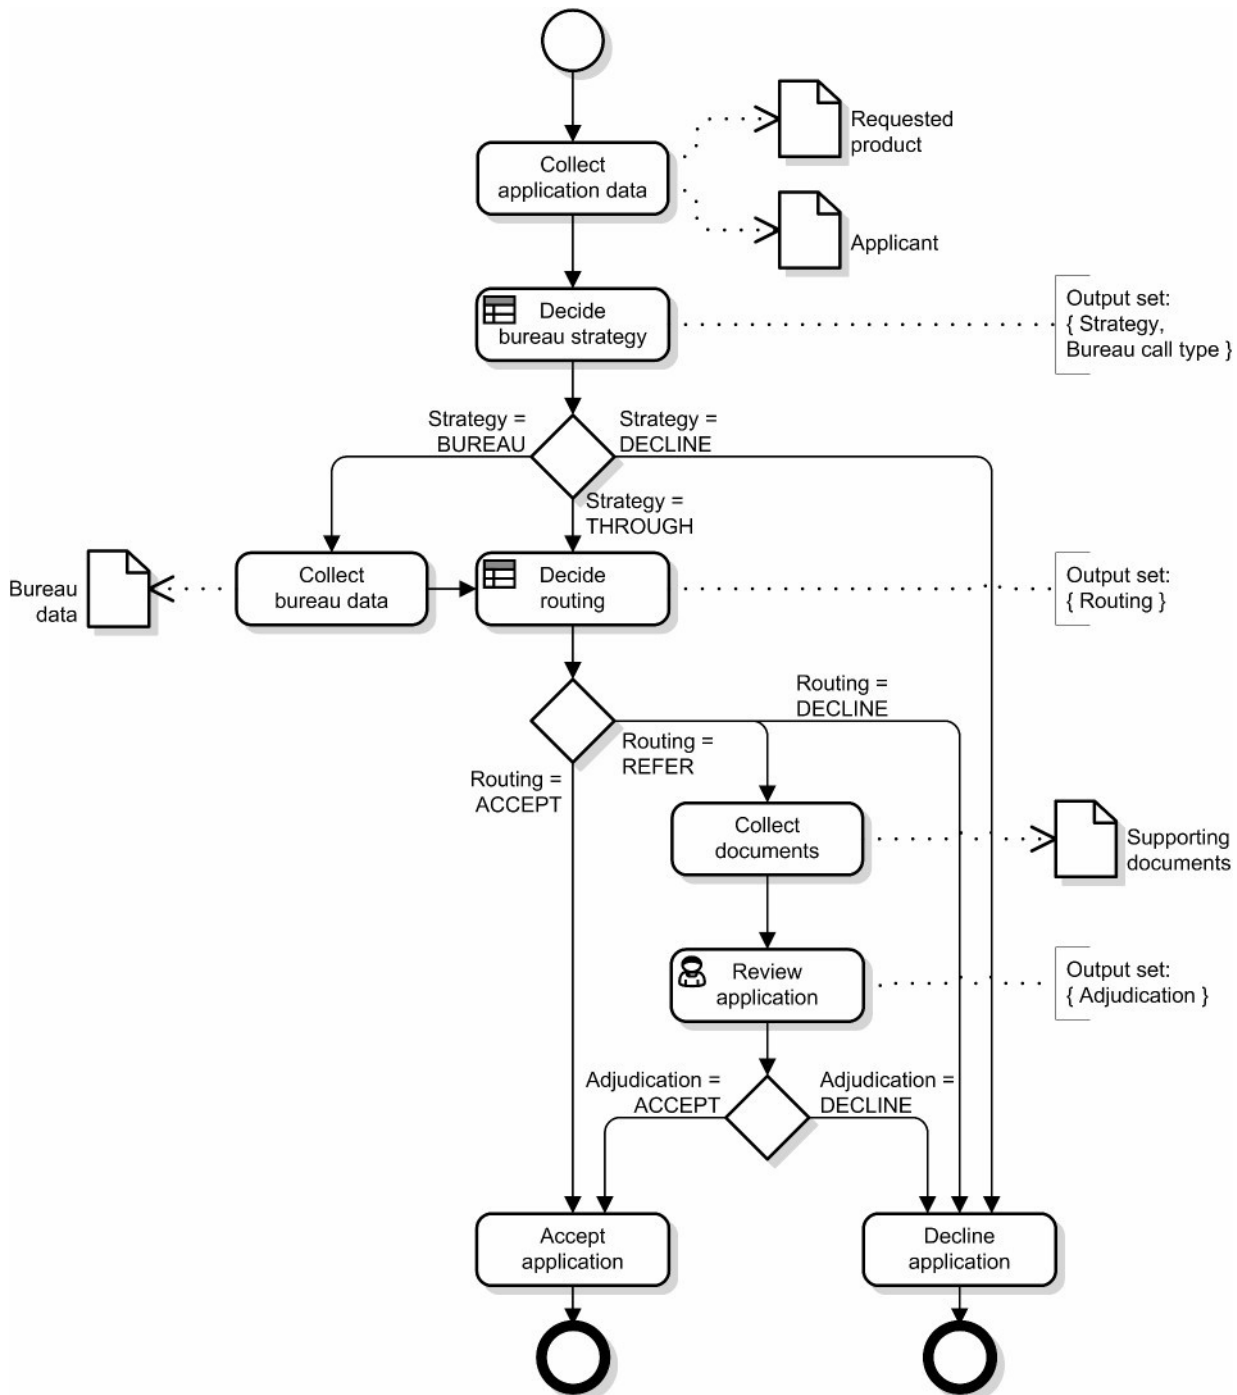 Requested
product
Collect
application data
Applicant
Decide
bureau strategy
Output set:
{ Strategy,
Bureau call type }
Strategy =
BUREAU
Strategy =
DECLINE
Strategy =
THROUGH
Bureau
data
Collect
bureau data
Decide
routing
Output set:
{ Routing }
Routing =
DECLINE
Routing =
REFER
Routing =
ACCEPT
Collect
documents
Supporting
documents
Review
application
Output set:
{ Adjudication }
Adjudication =
ACCEPT
Adjudication =
DECLINE
Accept
application
Decline
application